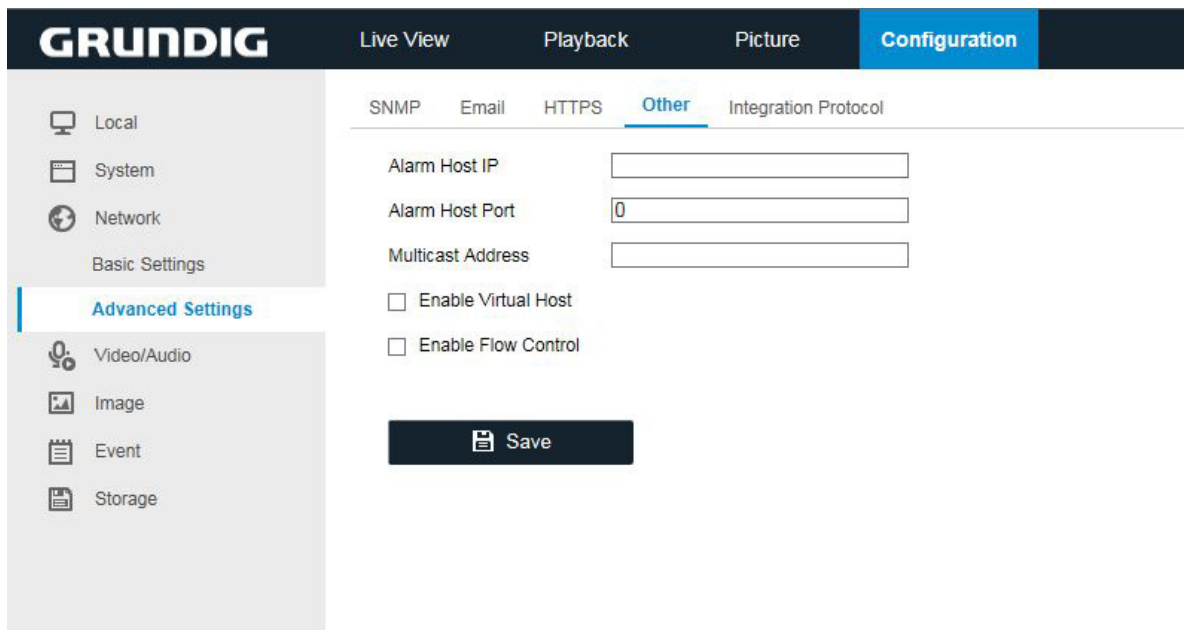 GRUNDIG Live View Playback Picture Configuration
SNMP Email HTTPS Other Integration Protocol
Local
System
Network
Basic Settings
Advanced Settings
Video/Audio
Image
Event
Storage
Alarm Host IP
Alarm Host Port 0
Multicast Address
Enable Virtual Host
Enable Flow Control
Save